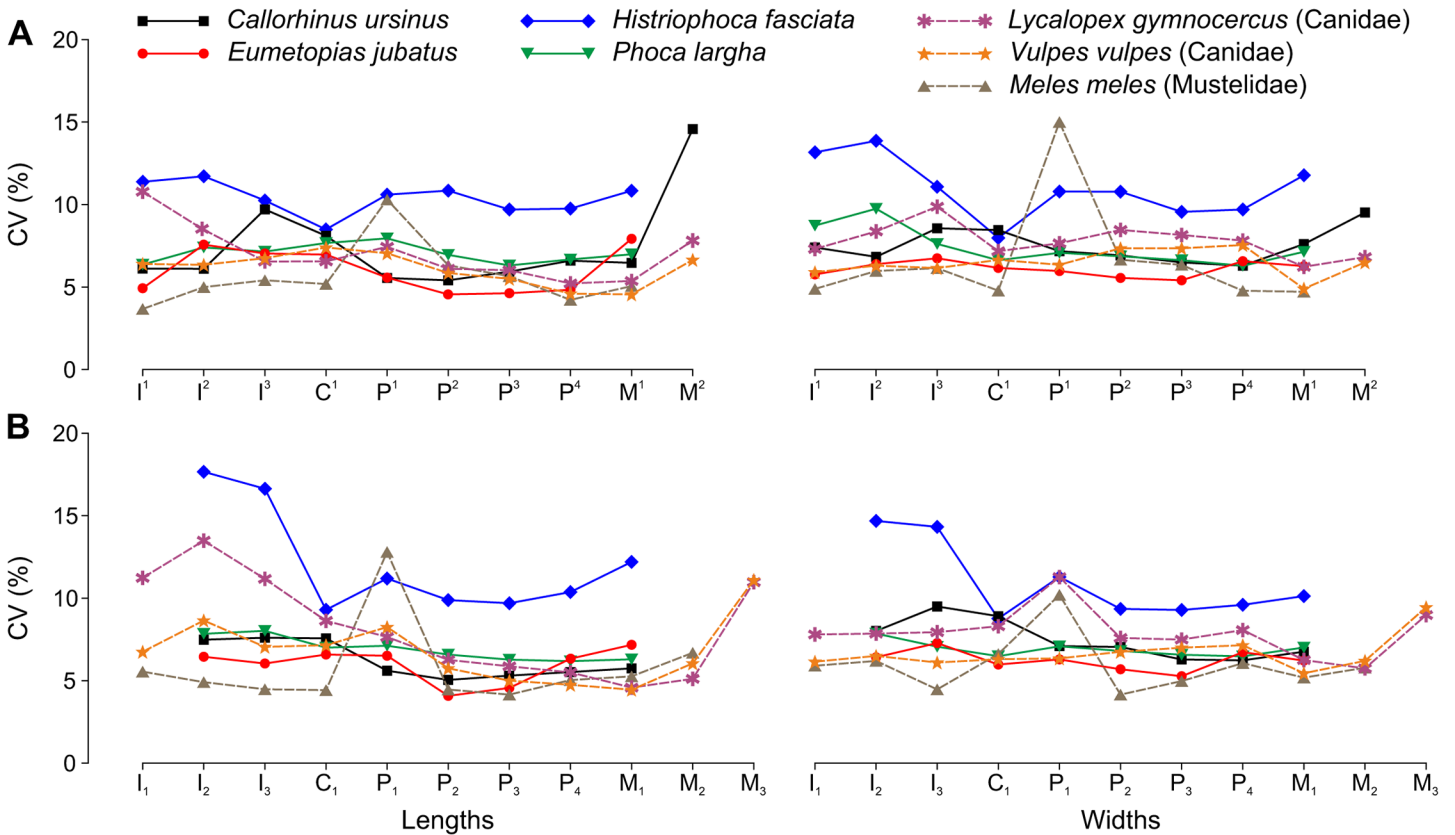 A
Callorhinus ursinus
Eumetopias jubatus
Histriophoca fasciata
Phoca largha
Lycalopex gymnocercus (Canidae)
Vulpes vulpes (Canidae)
Meles meles (Mustelidae)
CV (%)
20
15
10
5
0
I¹ I² I³ C¹ P¹ P² P³ P⁴ M¹ M²
I¹ I² I³ C¹ P¹ P² P³ P⁴ M¹ M²
B
CV (%)
20
15
10
5
0
I₁ I₂ I₃ C₁ P₁ P₂ P₃ P₄ M₁ M₂ M₃
I₁ I₂ I₃ C₁ P₁ P₂ P₃ P₄ M₁ M₂ M₃
Lengths
Widths